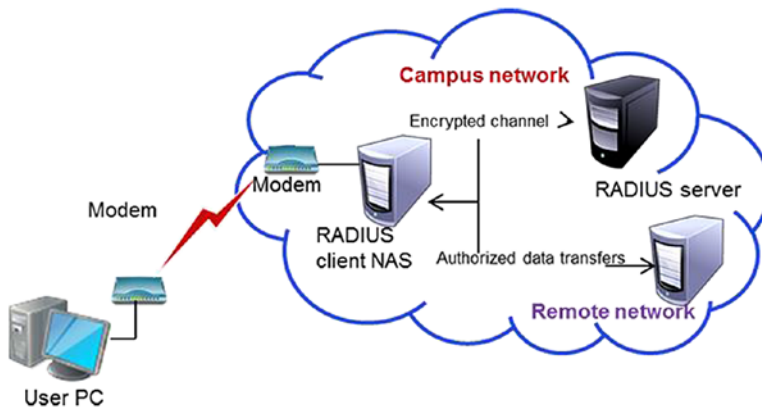 Campus network
Encrypted channel
RADIUS server
Modem
Modem
RADIUS
client NAS
Authorized data transfers
Remote network
User PC